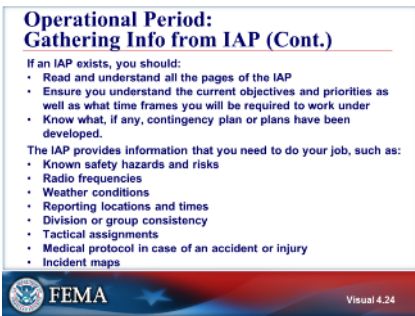 Operational Period:
Gathering Info from IAP (Cont.)
If an IAP exists, you should:
• Read and understand all the pages of the IAP
• Ensure you understand the current objectives and priorities as
well as what time frames you will be required to work under
• Know what, if any, contingency plan or plans have been
developed.
The IAP provides information that you need to do your job, such as:
• Known safety hazards and risks
• Radio frequencies
• Weather conditions
• Reporting locations and times
• Division or group consistency
• Tactical assignments
• Medical protocol in case of an accident or injury
• Incident maps
FEMA
Visual 4.24